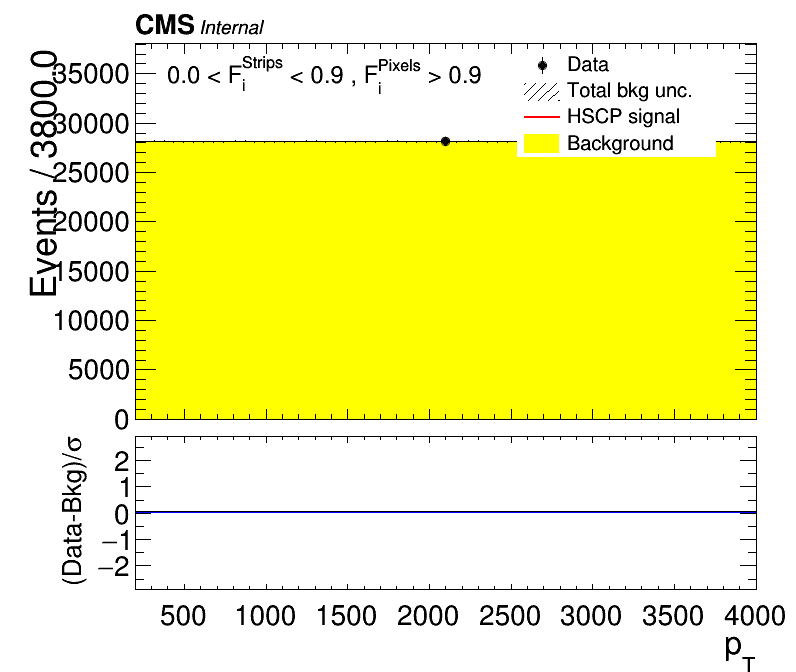 CMS Internal
Events / 3800.0
0.0 < F_i^Strips < 0.9 , F_i^Pixels > 0.9
Data
Total bkg unc.
HSCP signal
Background
35000
30000
25000
20000
15000
10000
5000
0
(Data-Bkg)/σ
2
1
0
−1
−2
500 1000 1500 2000 2500 3000 3500 4000
p_T